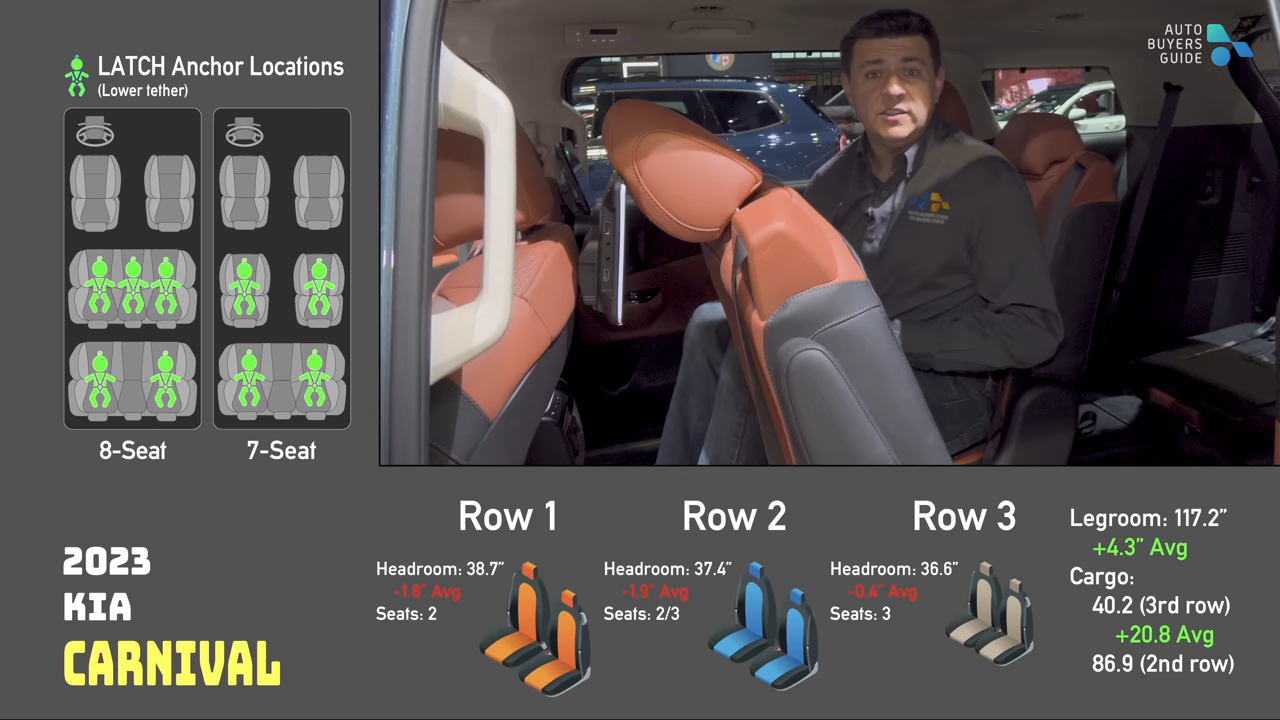 LATCH Anchor Locations
(Lower tether)
8-Seat
7-Seat
AUTO
BUYERS
GUIDE
2023
KIA
CARNIVAL
Row 1
Headroom: 38.7"
-1.8" Avg
Seats: 2
Row 2
Headroom: 37.4"
-1.9" Avg
Seats: 2/3
Row 3
Headroom: 36.6"
-0.4" Avg
Seats: 3
Legroom: 117.2"
+4.3" Avg
Cargo:
40.2 (3rd row)
+20.8 Avg
86.9 (2nd row)